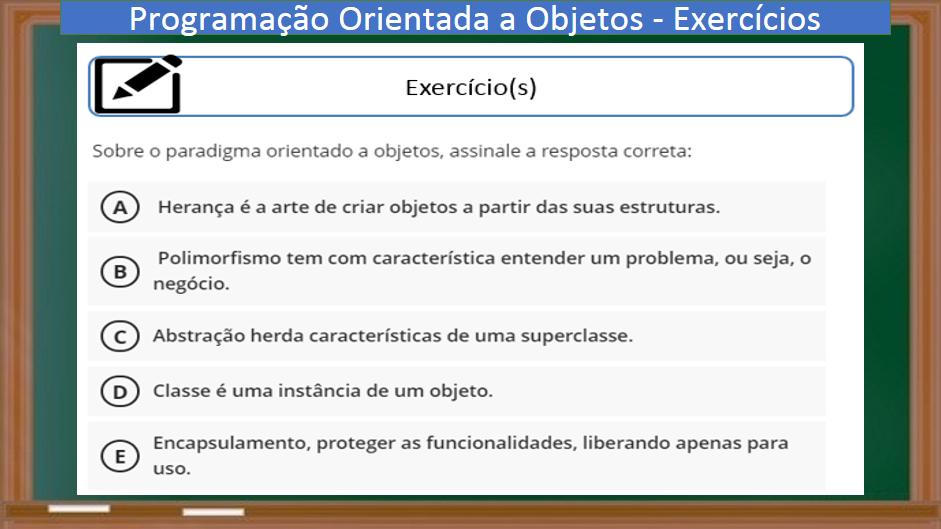 Programação Orientada a Objetos - Exercícios
Exercício(s)
Sobre o paradigma orientado a objetos, assinale a resposta correta:
A Herança é a arte de criar objetos a partir das suas estruturas.
B Polimorfismo tem com característica entender um problema, ou seja, o
negócio.
C Abstração herda características de uma superclasse.
D Classe é uma instância de um objeto.
E Encapsulamento, proteger as funcionalidades, liberando apenas para
uso.